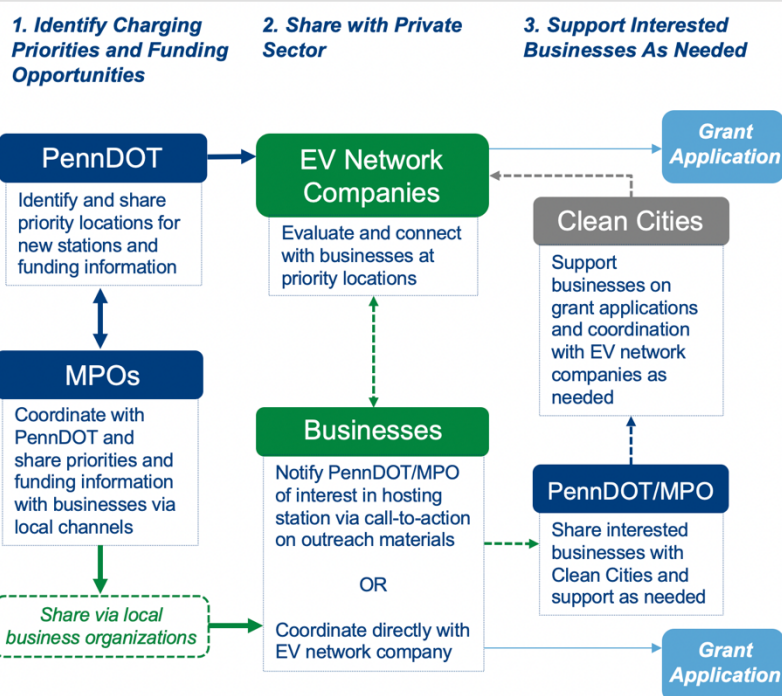 1. Identify Charging
Priorities and Funding
Opportunities
2. Share with Private
Sector
3. Support Interested
Businesses As Needed
PennDOT
Identify and share
priority locations for
new stations and
funding information
MPOs
Coordinate with
PennDOT and
share priorities and
funding information
with businesses via
local channels
Share via local
business organizations
EV Network
Companies
Evaluate and connect
with businesses at
priority locations
Businesses
Notify PennDOT/MPO
of interest in hosting
station via call-to-action
on outreach materials
OR
Coordinate directly with
EV network company
Grant
Application
Clean Cities
Support
businesses on
grant applications
and coordination
with EV network
companies as
needed
PennDOT/MPO
Share interested
businesses with
Clean Cities and
support as needed
Grant
Application